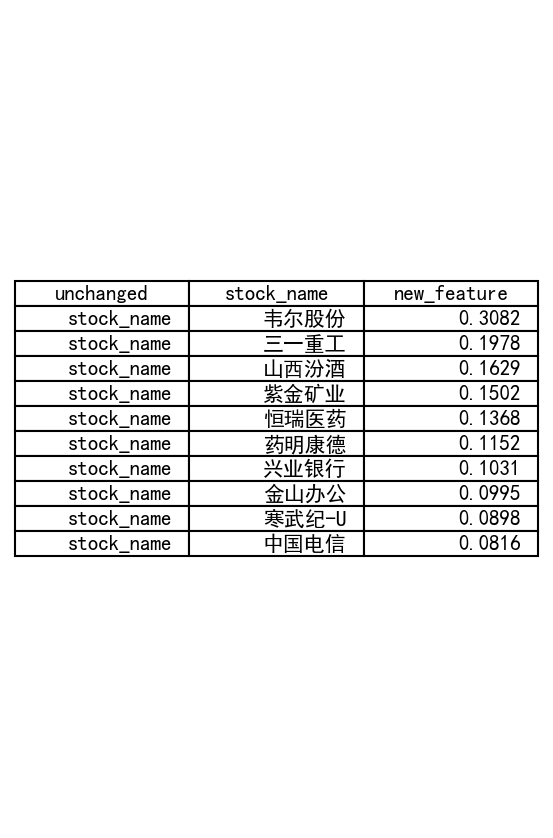 unchanged stock_name new_feature
stock_name 韦尔股份 0.3082
stock_name 三一重工 0.1978
stock_name 山西汾酒 0.1629
stock_name 紫金矿业 0.1502
stock_name 恒瑞医药 0.1368
stock_name 药明康德 0.1152
stock_name 兴业银行 0.1031
stock_name 金山办公 0.0995
stock_name 寒武纪-U 0.0898
stock_name 中国电信 0.0816